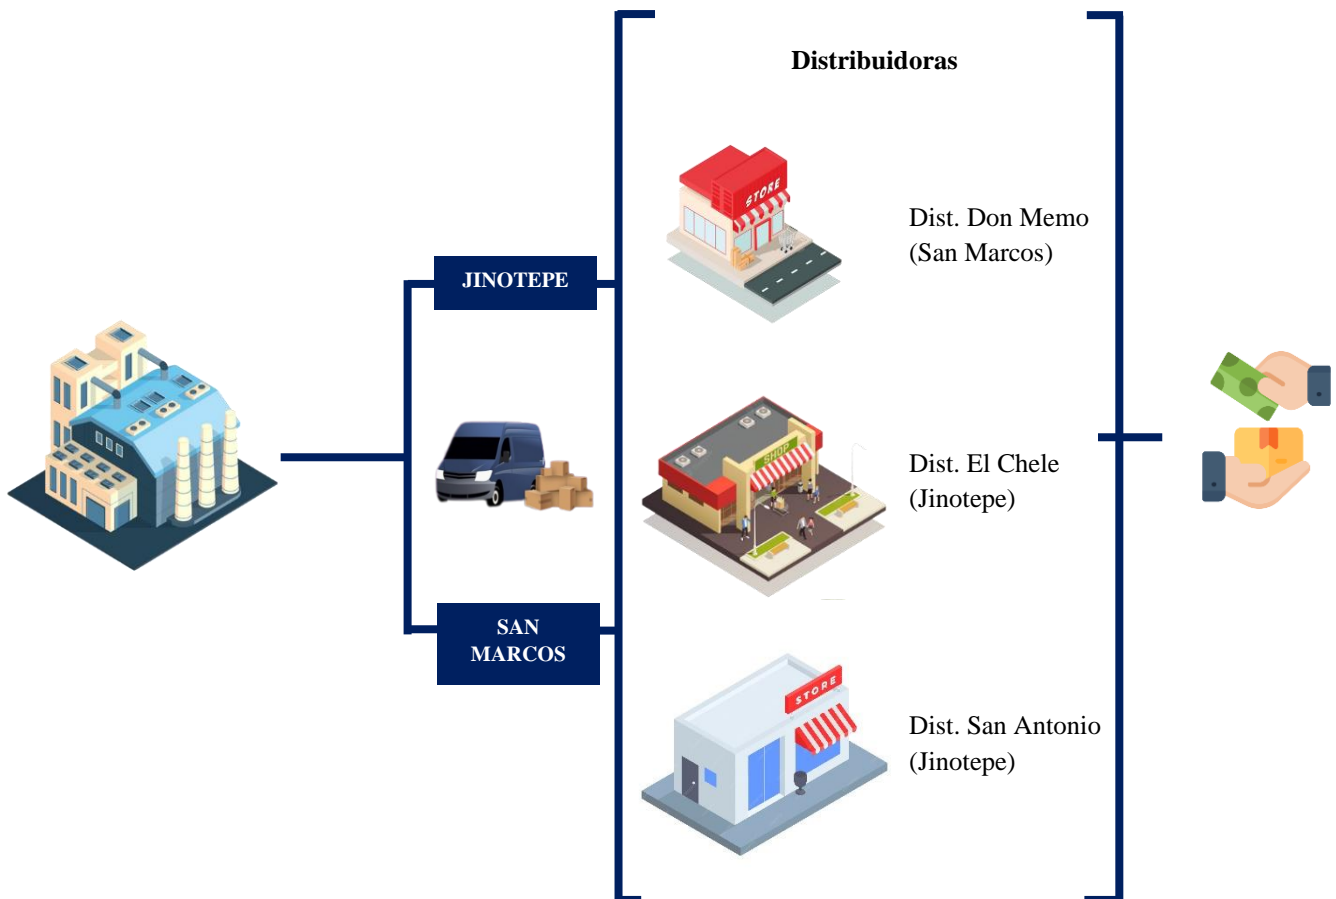 Distribuidoras
STORE
Dist. Don Memo
(San Marcos)
JINOTEPE
SHOP
Dist. El Chele
(Jinotepe)
SAN
MARCOS
STORE
Dist. San Antonio
(Jinotepe)